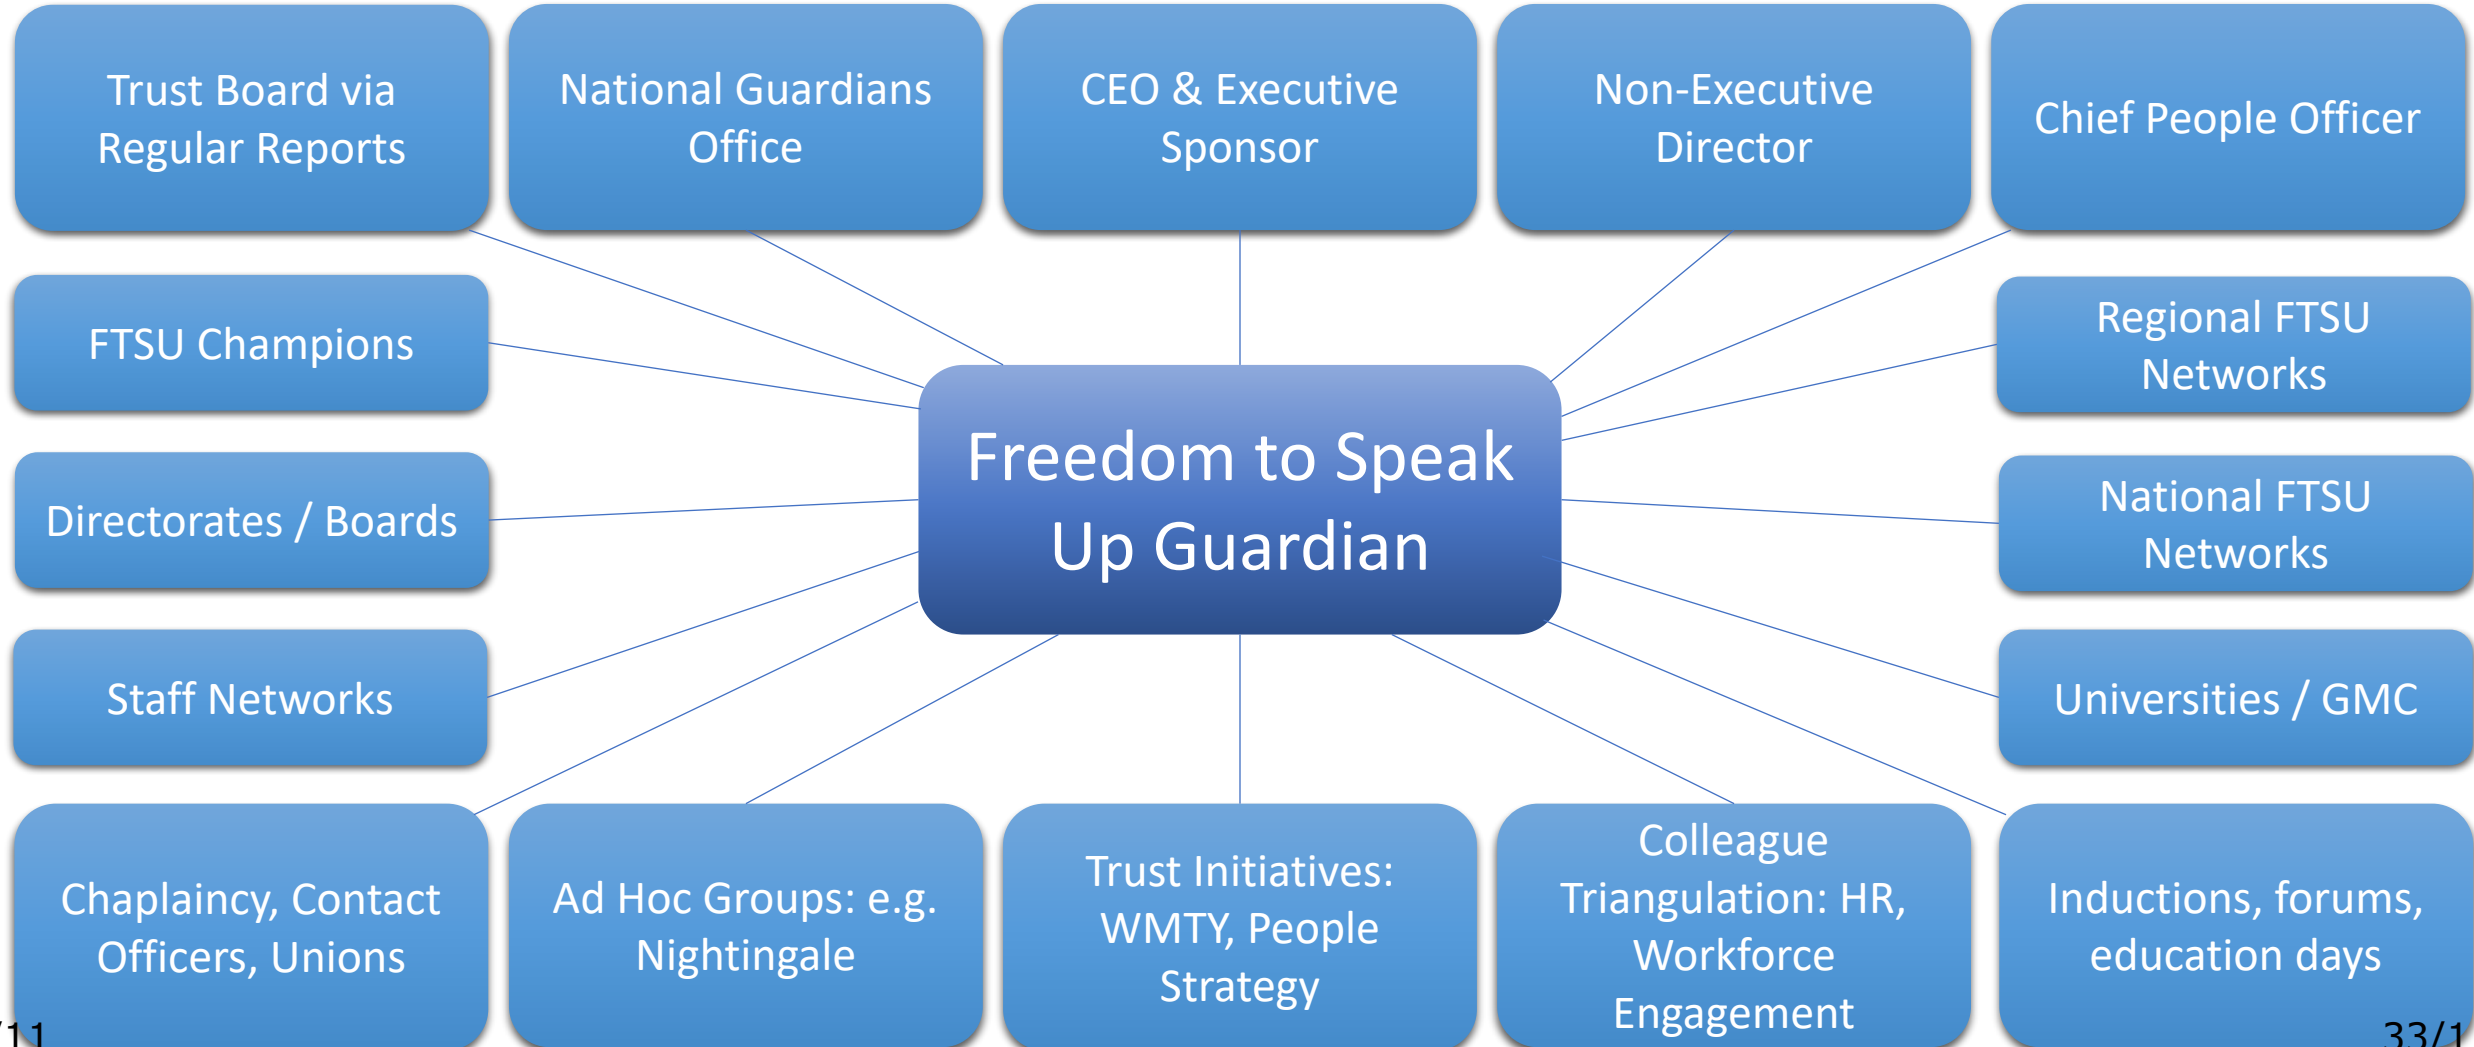 Trust Board via
Regular Reports
National Guardians
Office
CEO & Executive
Sponsor
Non-Executive
Director
Chief People Officer
FTSU Champions
Regional FTSU
Networks
Freedom to Speak
Up Guardian
Directorates / Boards
National FTSU
Networks
Staff Networks
Universities / GMC
Chaplaincy, Contact
Officers, Unions
Ad Hoc Groups: e.g.
Nightingale
Trust Initiatives:
WMTY, People
Strategy
Colleague
Triangulation: HR,
Workforce
Engagement
Inductions, forums,
education days
/11
33/1